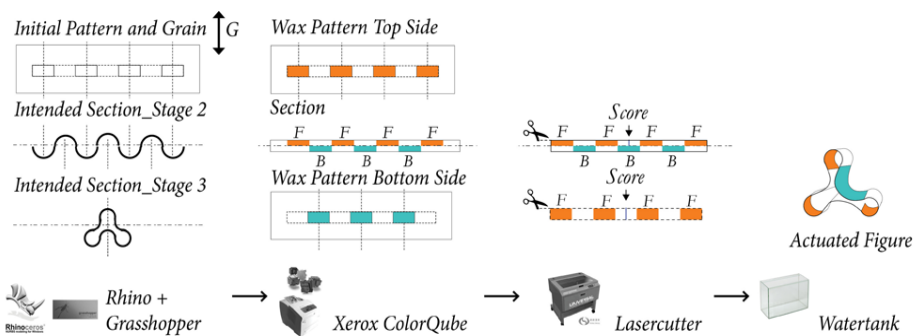 Initial Pattern and Grain
G
Intended Section_Stage 2
Intended Section_Stage 3
Wax Pattern Top Side
Section
F F F F
B B B
Wax Pattern Bottom Side
Score
F F F F
B B B
Score
F F F F
Actuated Figure
Rhinoceros
Rhino +
Grasshopper
Xerox ColorQube
Lasercutter
Watertank